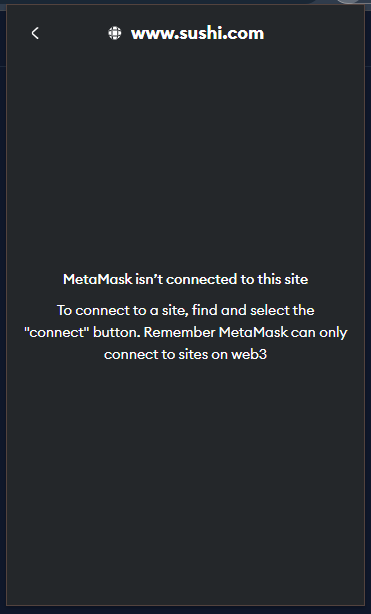 www.sushi.com
MetaMask isn’t connected to this site
To connect to a site, find and select the
"connect" button. Remember MetaMask can only
connect to sites on web3